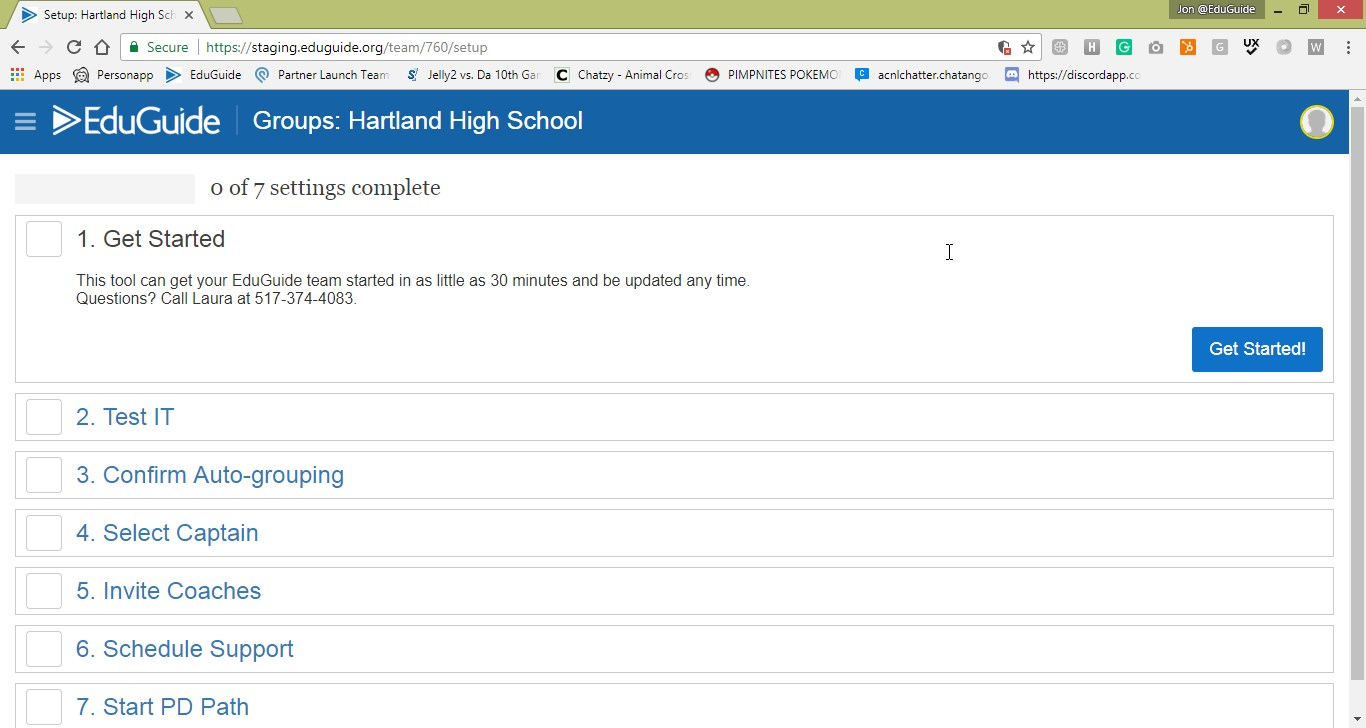 Setup: Hartland High Sch
Jon @EduGuide
Secure https://staging.eduguide.org/team/760/setup
Apps Personapp EduGuide Partner Launch Team Jelly2 vs. Da 10th Gar Chatzy - Animal Cros PIMPNITES POKEMO acnlchatter.chatango. https://discordapp.co
EduGuide Groups: Hartland High School
0 of 7 settings complete
1. Get Started
This tool can get your EduGuide team started in as little as 30 minutes and be updated any time.
Questions? Call Laura at 517-374-4083.
Get Started!
2. Test IT
3. Confirm Auto-grouping
4. Select Captain
5. Invite Coaches
6. Schedule Support
7. Start PD Path